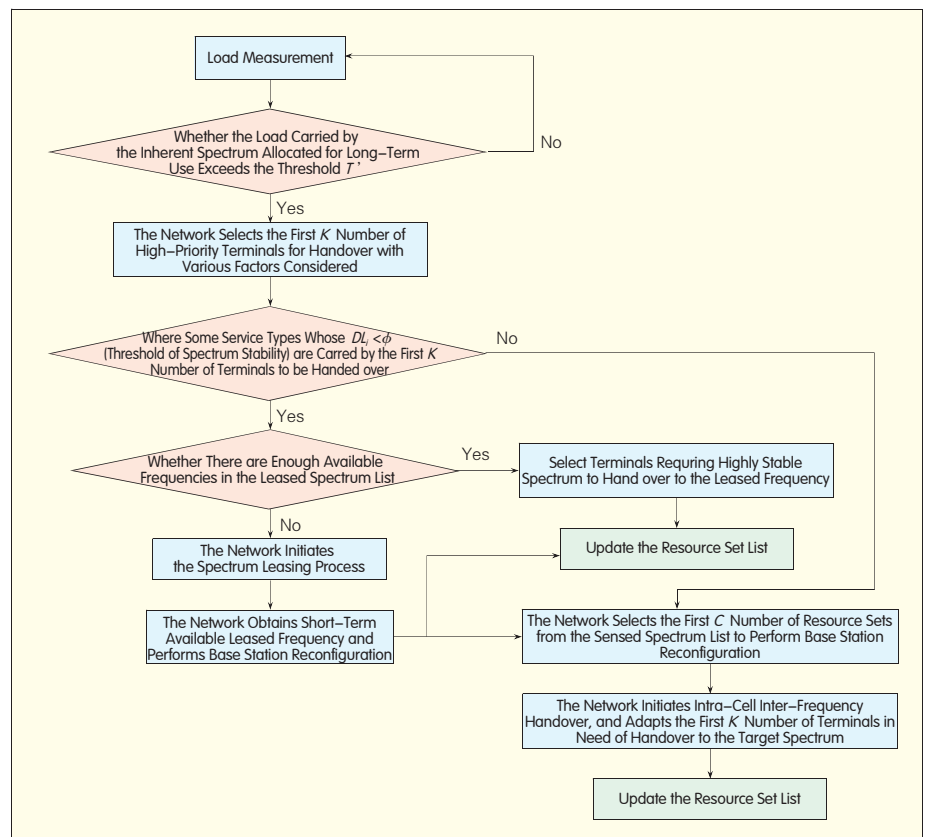 Load Measurement
Whether the Load Carried by
the Inherent Spectrum Allocated for Long-Term
Use Exceeds the Threshold T '
No
Yes
The Network Selects the First K Number of
High-Priority Terminals for Handover with
Various Factors Considered
Where Some Service Types Whose DLi <ϕ
(Threshold of Spectrum Stability) are Carred by the First K
Number of Terminals to be Handed over
No
Yes
Whether There are Enough Available
Frequencies in the Leased Spectrum List
Yes
Select Terminals Requring Highly Stable
Spectrum to Hand over to the Leased Frequency
No
Update the Resource Set List
The Network Initiates
the Spectrum Leasing Process
The Network Obtains Short-Term
Available Leased Frequency and
Performs Base Station Reconfiguration
The Network Selects the First C Number of Resource Sets
from the Sensed Spectrum List to Perform Base Station
Reconfiguration
The Network Initiates Intra-Cell Inter-Frequency
Handover, and Adapts the First K Number of Terminals in
Need of Handover to the Target Spectrum
Update the Resource Set List